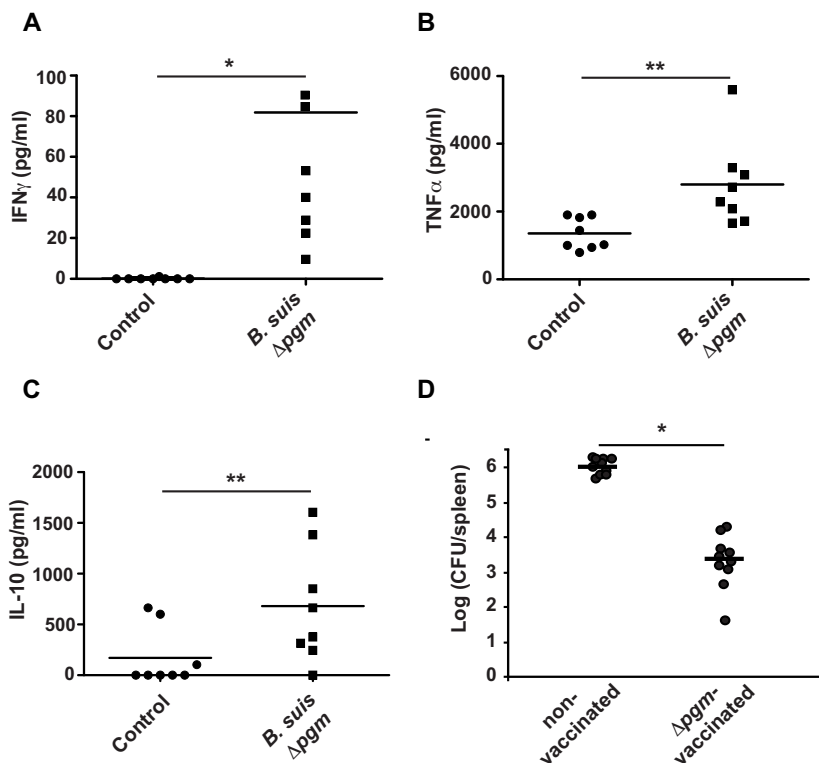 A
*
100
80
60
40
20
0
IFNγ (pg/ml)
Control
B. suis
Δpgm
B
**
6000
4000
2000
0
TNFα (pg/ml)
Control
B. suis
Δpgm
C
**
2000
1500
1000
500
0
IL-10 (pg/ml)
Control
B. suis
Δpgm
D
-
*
6
5
4
3
2
1
0
Log (CFU/spleen)
non-
vaccinated
Δpgm-
vaccinated